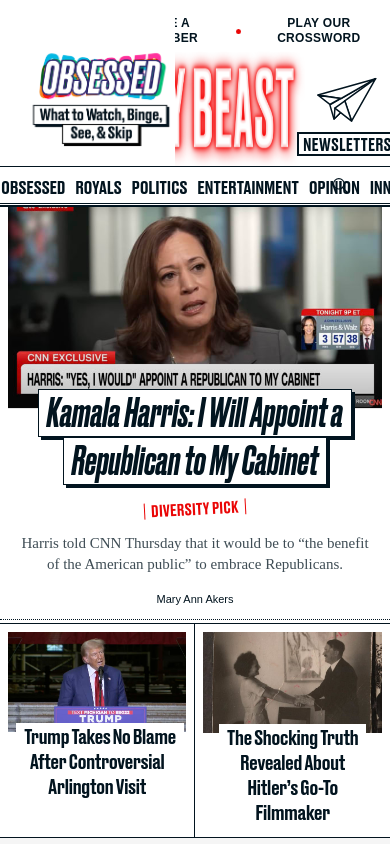 E A
BER
PLAY OUR
CROSSWORD
OBSESSED
What to Watch, Binge,
See, & Skip
Y BEAST
NEWSLETTERS
OBSESSED ROYALS POLITICS ENTERTAINMENT OPINION INN
TONIGHT 9P ET
Harris & Walz
3 57 38
CNN EXCLUSIVE
HARRIS: "YES, I WOULD" APPOINT A REPUBLICAN TO MY CABINET
CNN
Kamala Harris: I Will Appoint a
Republican to My Cabinet
DIVERSITY PICK
Harris told CNN Thursday that it would be to “the benefit
of the American public” to embrace Republicans.
Mary Ann Akers
TRUMP
Trump Takes No Blame
After Controversial
Arlington Visit
The Shocking Truth
Revealed About
Hitler’s Go-To
Filmmaker